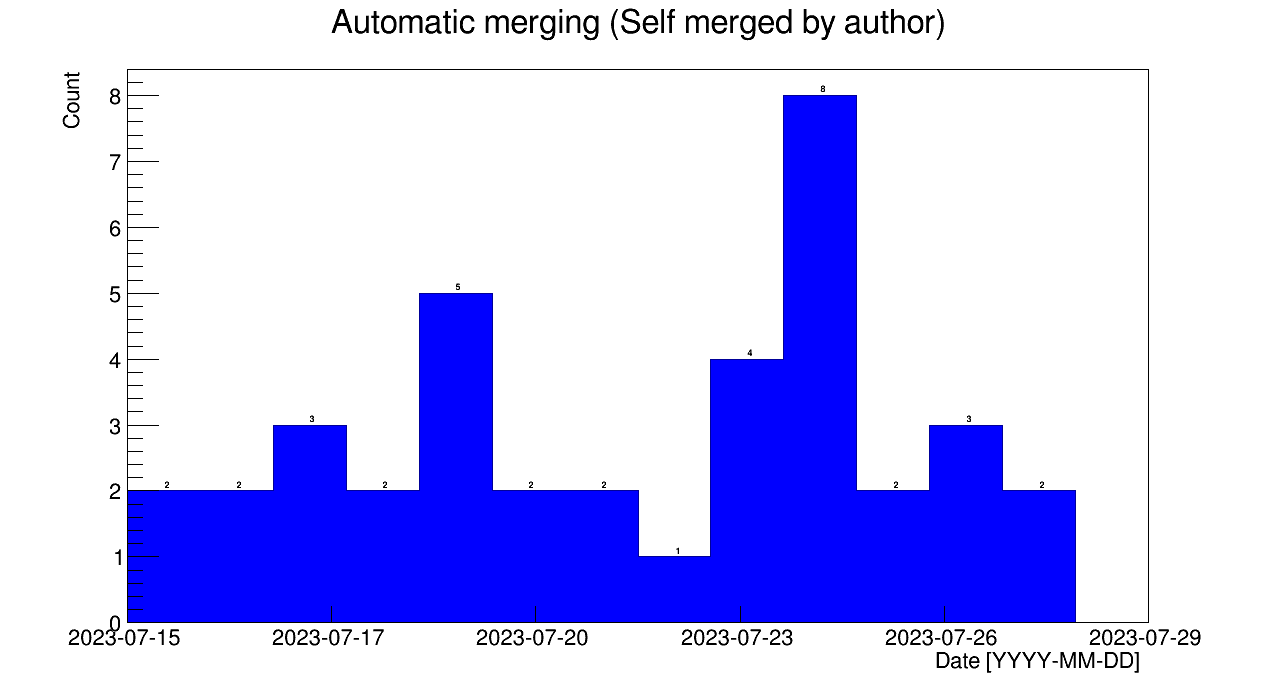 Automatic merging (Self merged by author)
Count
8
7
6
5
4
3
2
1
0
2 2 3 2 5 2 2 1 4 8 2 3 2
2023-07-15 2023-07-17 2023-07-20 2023-07-23 2023-07-26 2023-07-29
Date [YYYY-MM-DD]